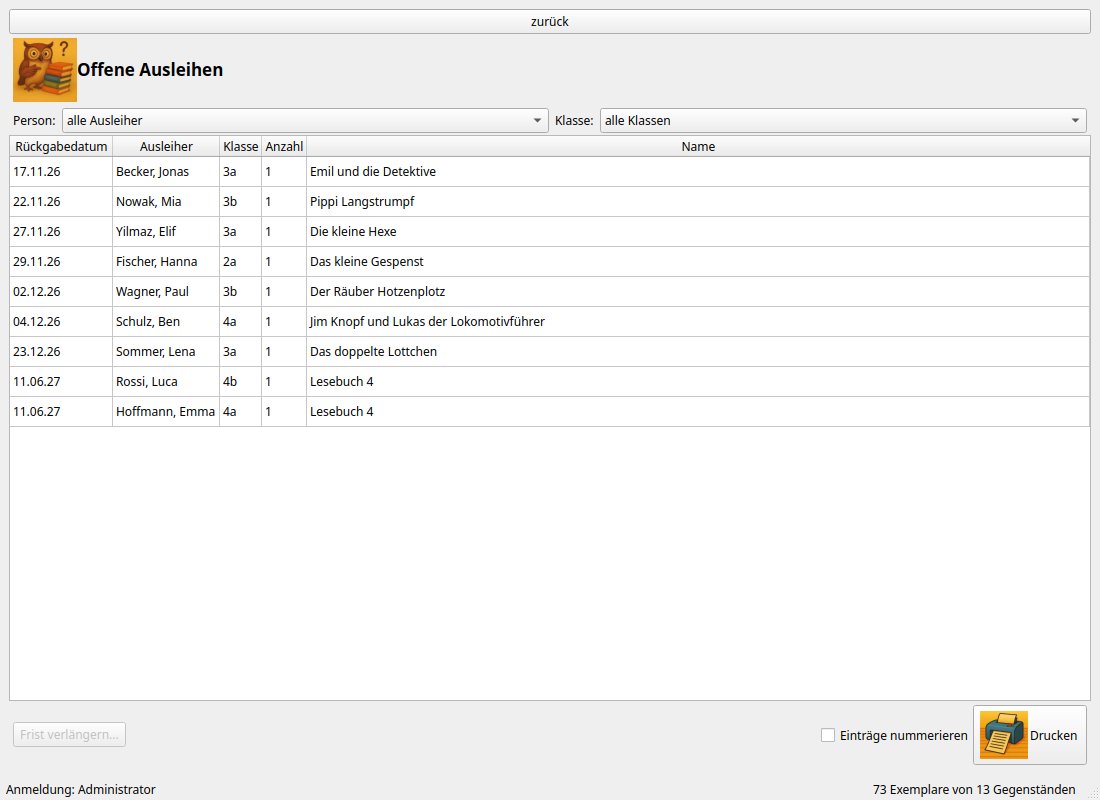 zurück
?
Offene Ausleihen
Person: alle Ausleiher Klasse: alle Klassen
Rückgabedatum Ausleiher Klasse Anzahl Name
17.11.26 Becker, Jonas 3a 1 Emil und die Detektive
22.11.26 Nowak, Mia 3b 1 Pippi Langstrumpf
27.11.26 Yilmaz, Elif 3a 1 Die kleine Hexe
29.11.26 Fischer, Hanna 2a 1 Das kleine Gespenst
02.12.26 Wagner, Paul 3b 1 Der Räuber Hotzenplotz
04.12.26 Schulz, Ben 4a 1 Jim Knopf und Lukas der Lokomotivführer
23.12.26 Sommer, Lena 3a 1 Das doppelte Lottchen
11.06.27 Rossi, Luca 4b 1 Lesebuch 4
11.06.27 Hoffmann, Emma 4a 1 Lesebuch 4
Frist verlängern... Einträge nummerieren Drucken
Anmeldung: Administrator 73 Exemplare von 13 Gegenständen